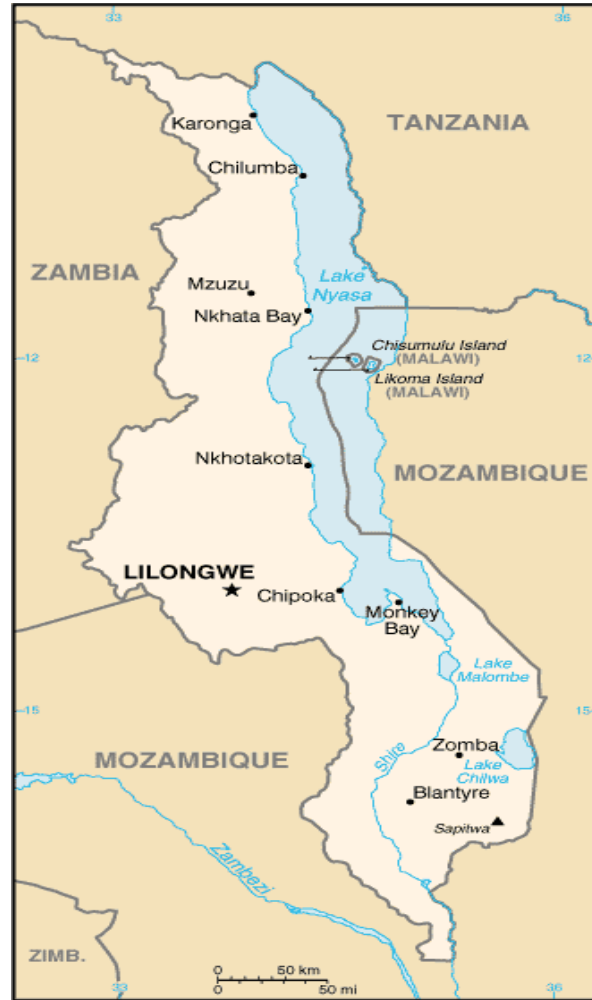 33
36
Karonga
TANZANIA
Chilumba
ZAMBIA
Mzuzu
Lake
Nyasa
Nkhata Bay
12
Chisumulu Island
(MALAWI)
12
Likoma Island
(MALAWI)
Nkhotakota
MOZAMBIQUE
LILONGWE
Chipoka
Monkey
Bay
Lake
Malombe
15
15
MOZAMBIQUE
Shire
Zomba
Lake
Chilwa
Blantyre
Sapitwa
Zambezi
ZIMB.
0 50 km
0 50 mi
33
36